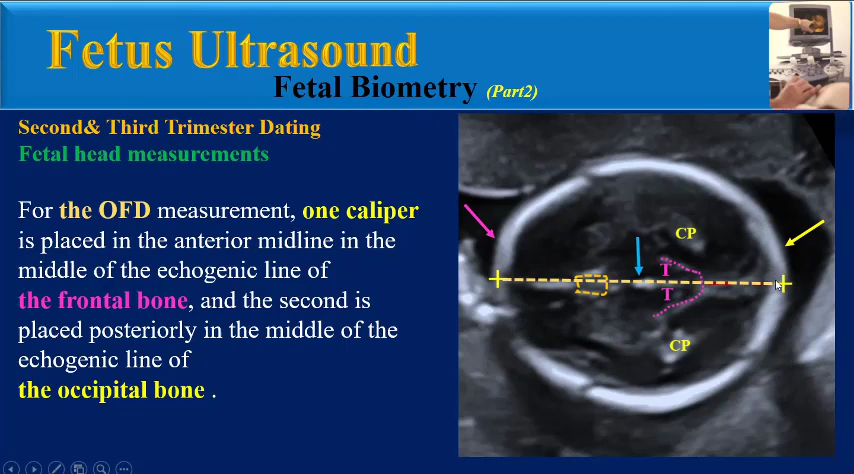 Fetus Ultrasound
Fetal Biometry (Part2)
Second& Third Trimester Dating
Fetal head measurements
For the OFD measurement, one caliper
is placed in the anterior midline in the
middle of the echogenic line of
the frontal bone, and the second is
placed posteriorly in the middle of the
echogenic line of
the occipital bone .
CP
T
T
CP